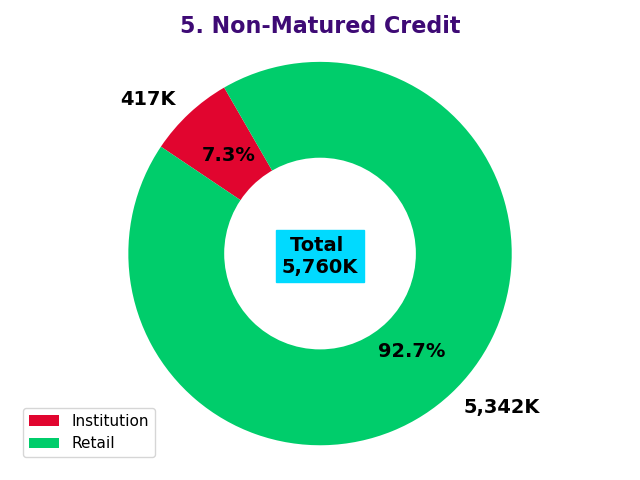 5. Non-Matured Credit
417K
7.3%
Total
5,760K
92.7%
5,342K
Institution
Retail